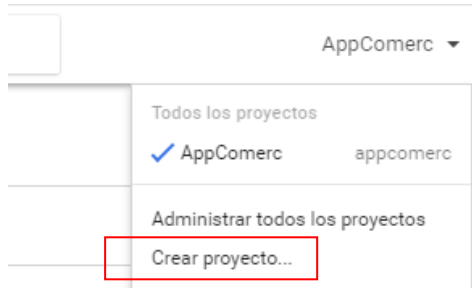 AppComerc
Todos los proyectos
AppComerc appcomerc
Administrar todos los proyectos
Crear proyecto...